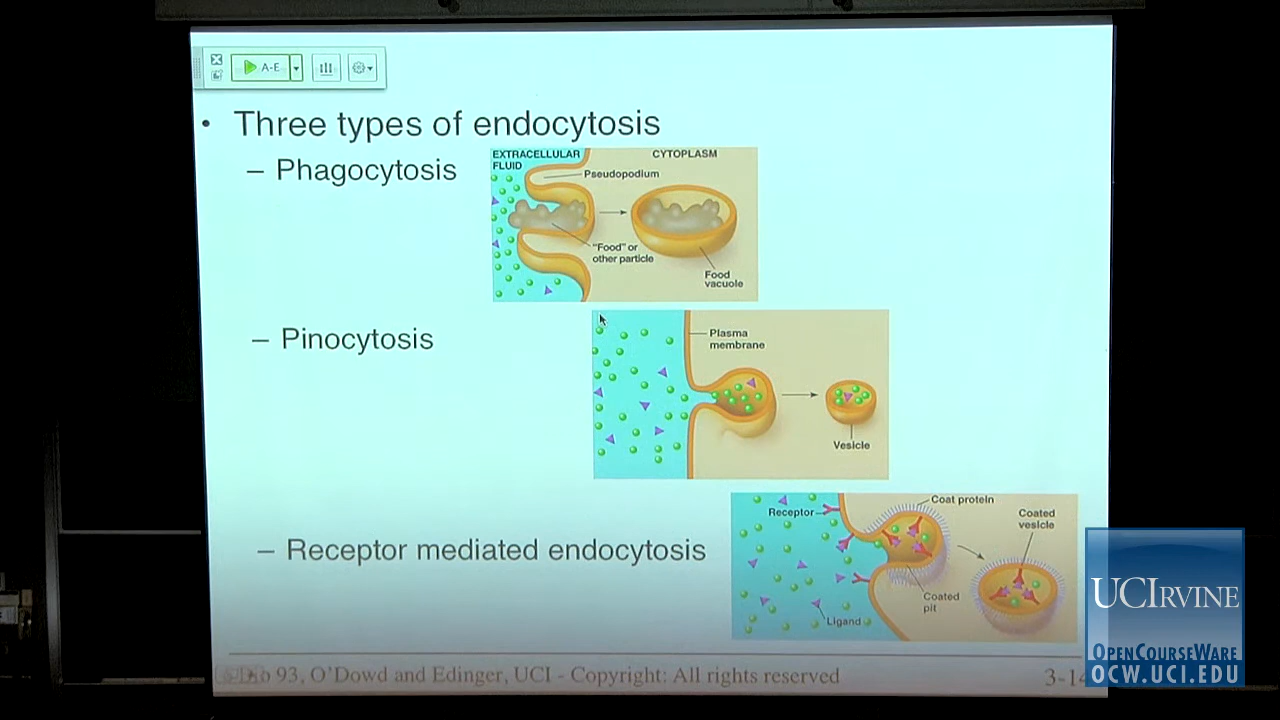 A-E
• Three types of endocytosis
– Phagocytosis
EXTRACELLULAR
FLUID
CYTOPLASM
Pseudopodium
"Food" or
other particle
Food
vacuole
– Pinocytosis
Plasma
membrane
Vesicle
– Receptor mediated endocytosis
Receptor
Coat protein
Coated
vesicle
Coated
pit
Ligand
93, O'Dowd and Edinger, UCI - Copyright: All rights reserved
UCIRVINE
OPENCOURSEWARE
OCW.UCI.EDU